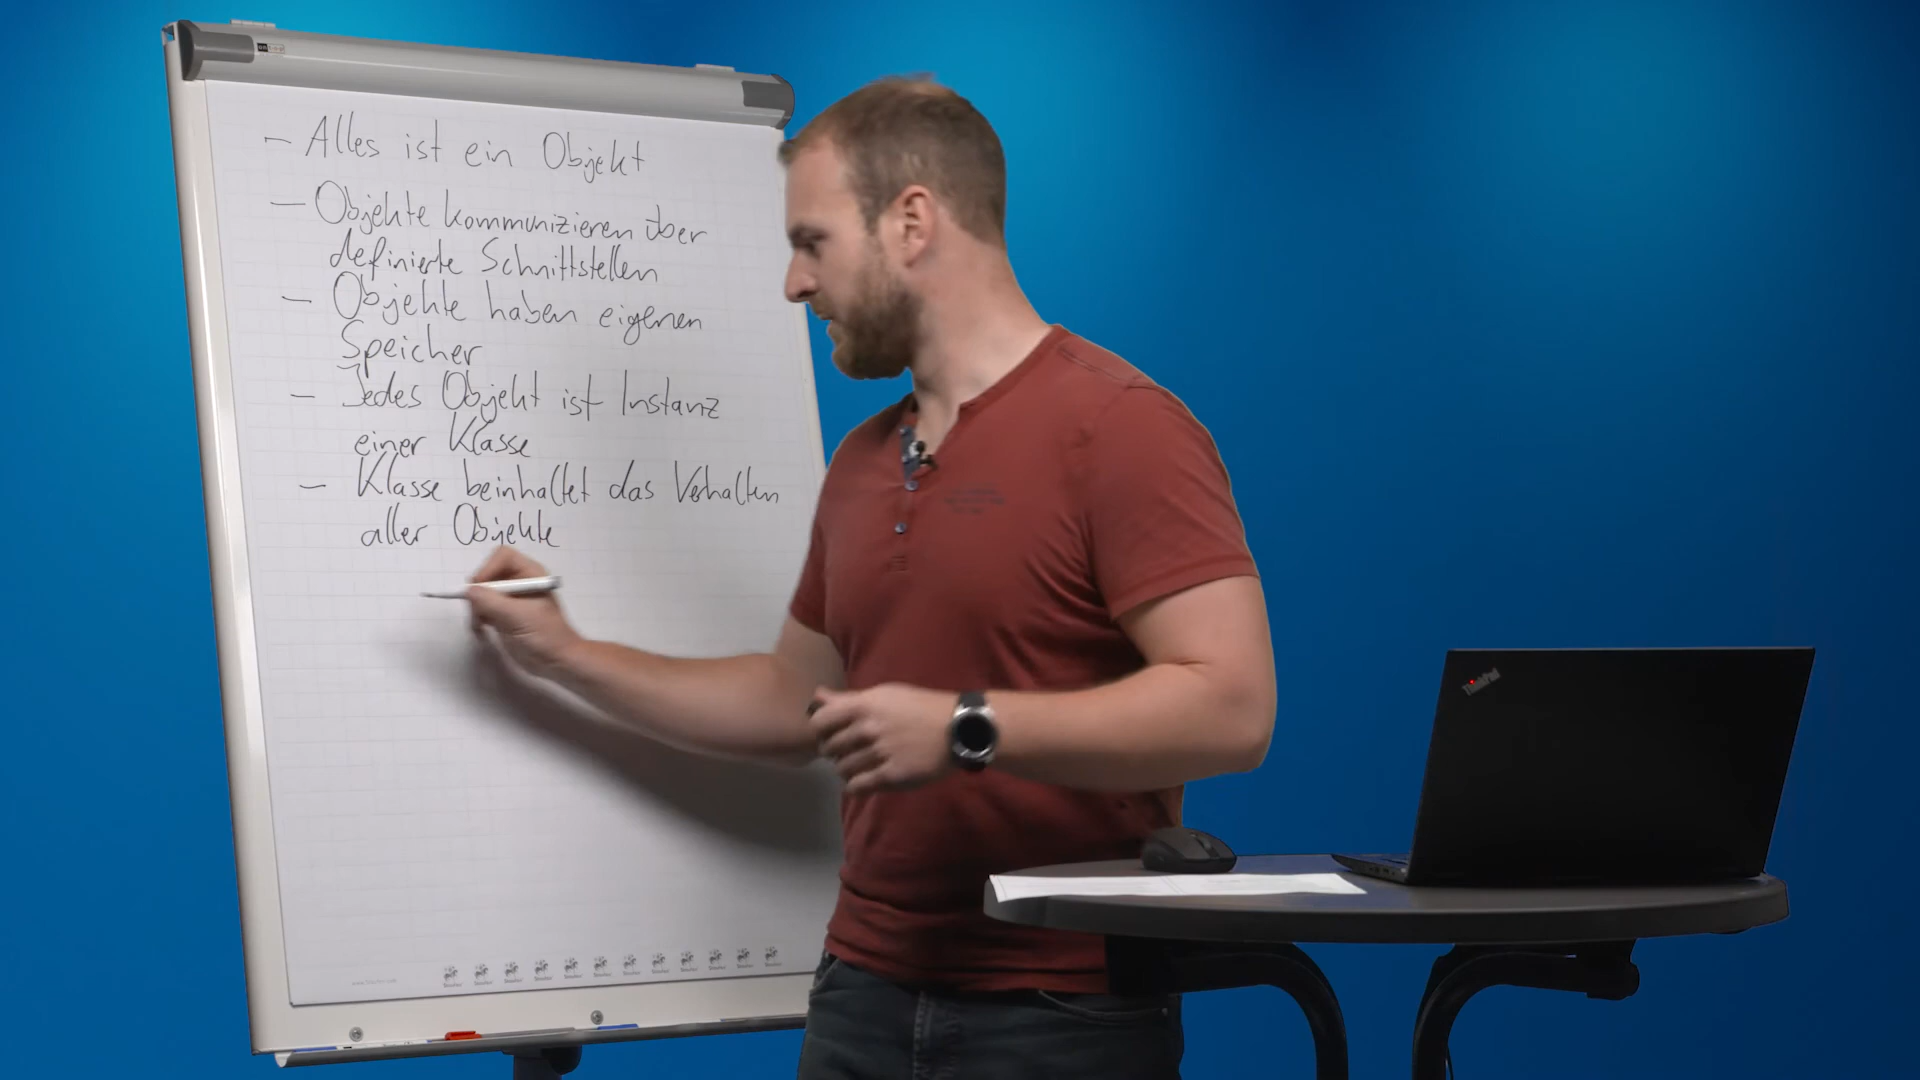 - Alles ist ein Objekt
- Objekte kommunizieren über
definierte Schnittstellen
- Objekte haben eigenen
Speicher
- Jedes Objekt ist Instanz
einer Klasse
- Klasse beinhaltet das Verhalten
aller Objekte
ThinkPad